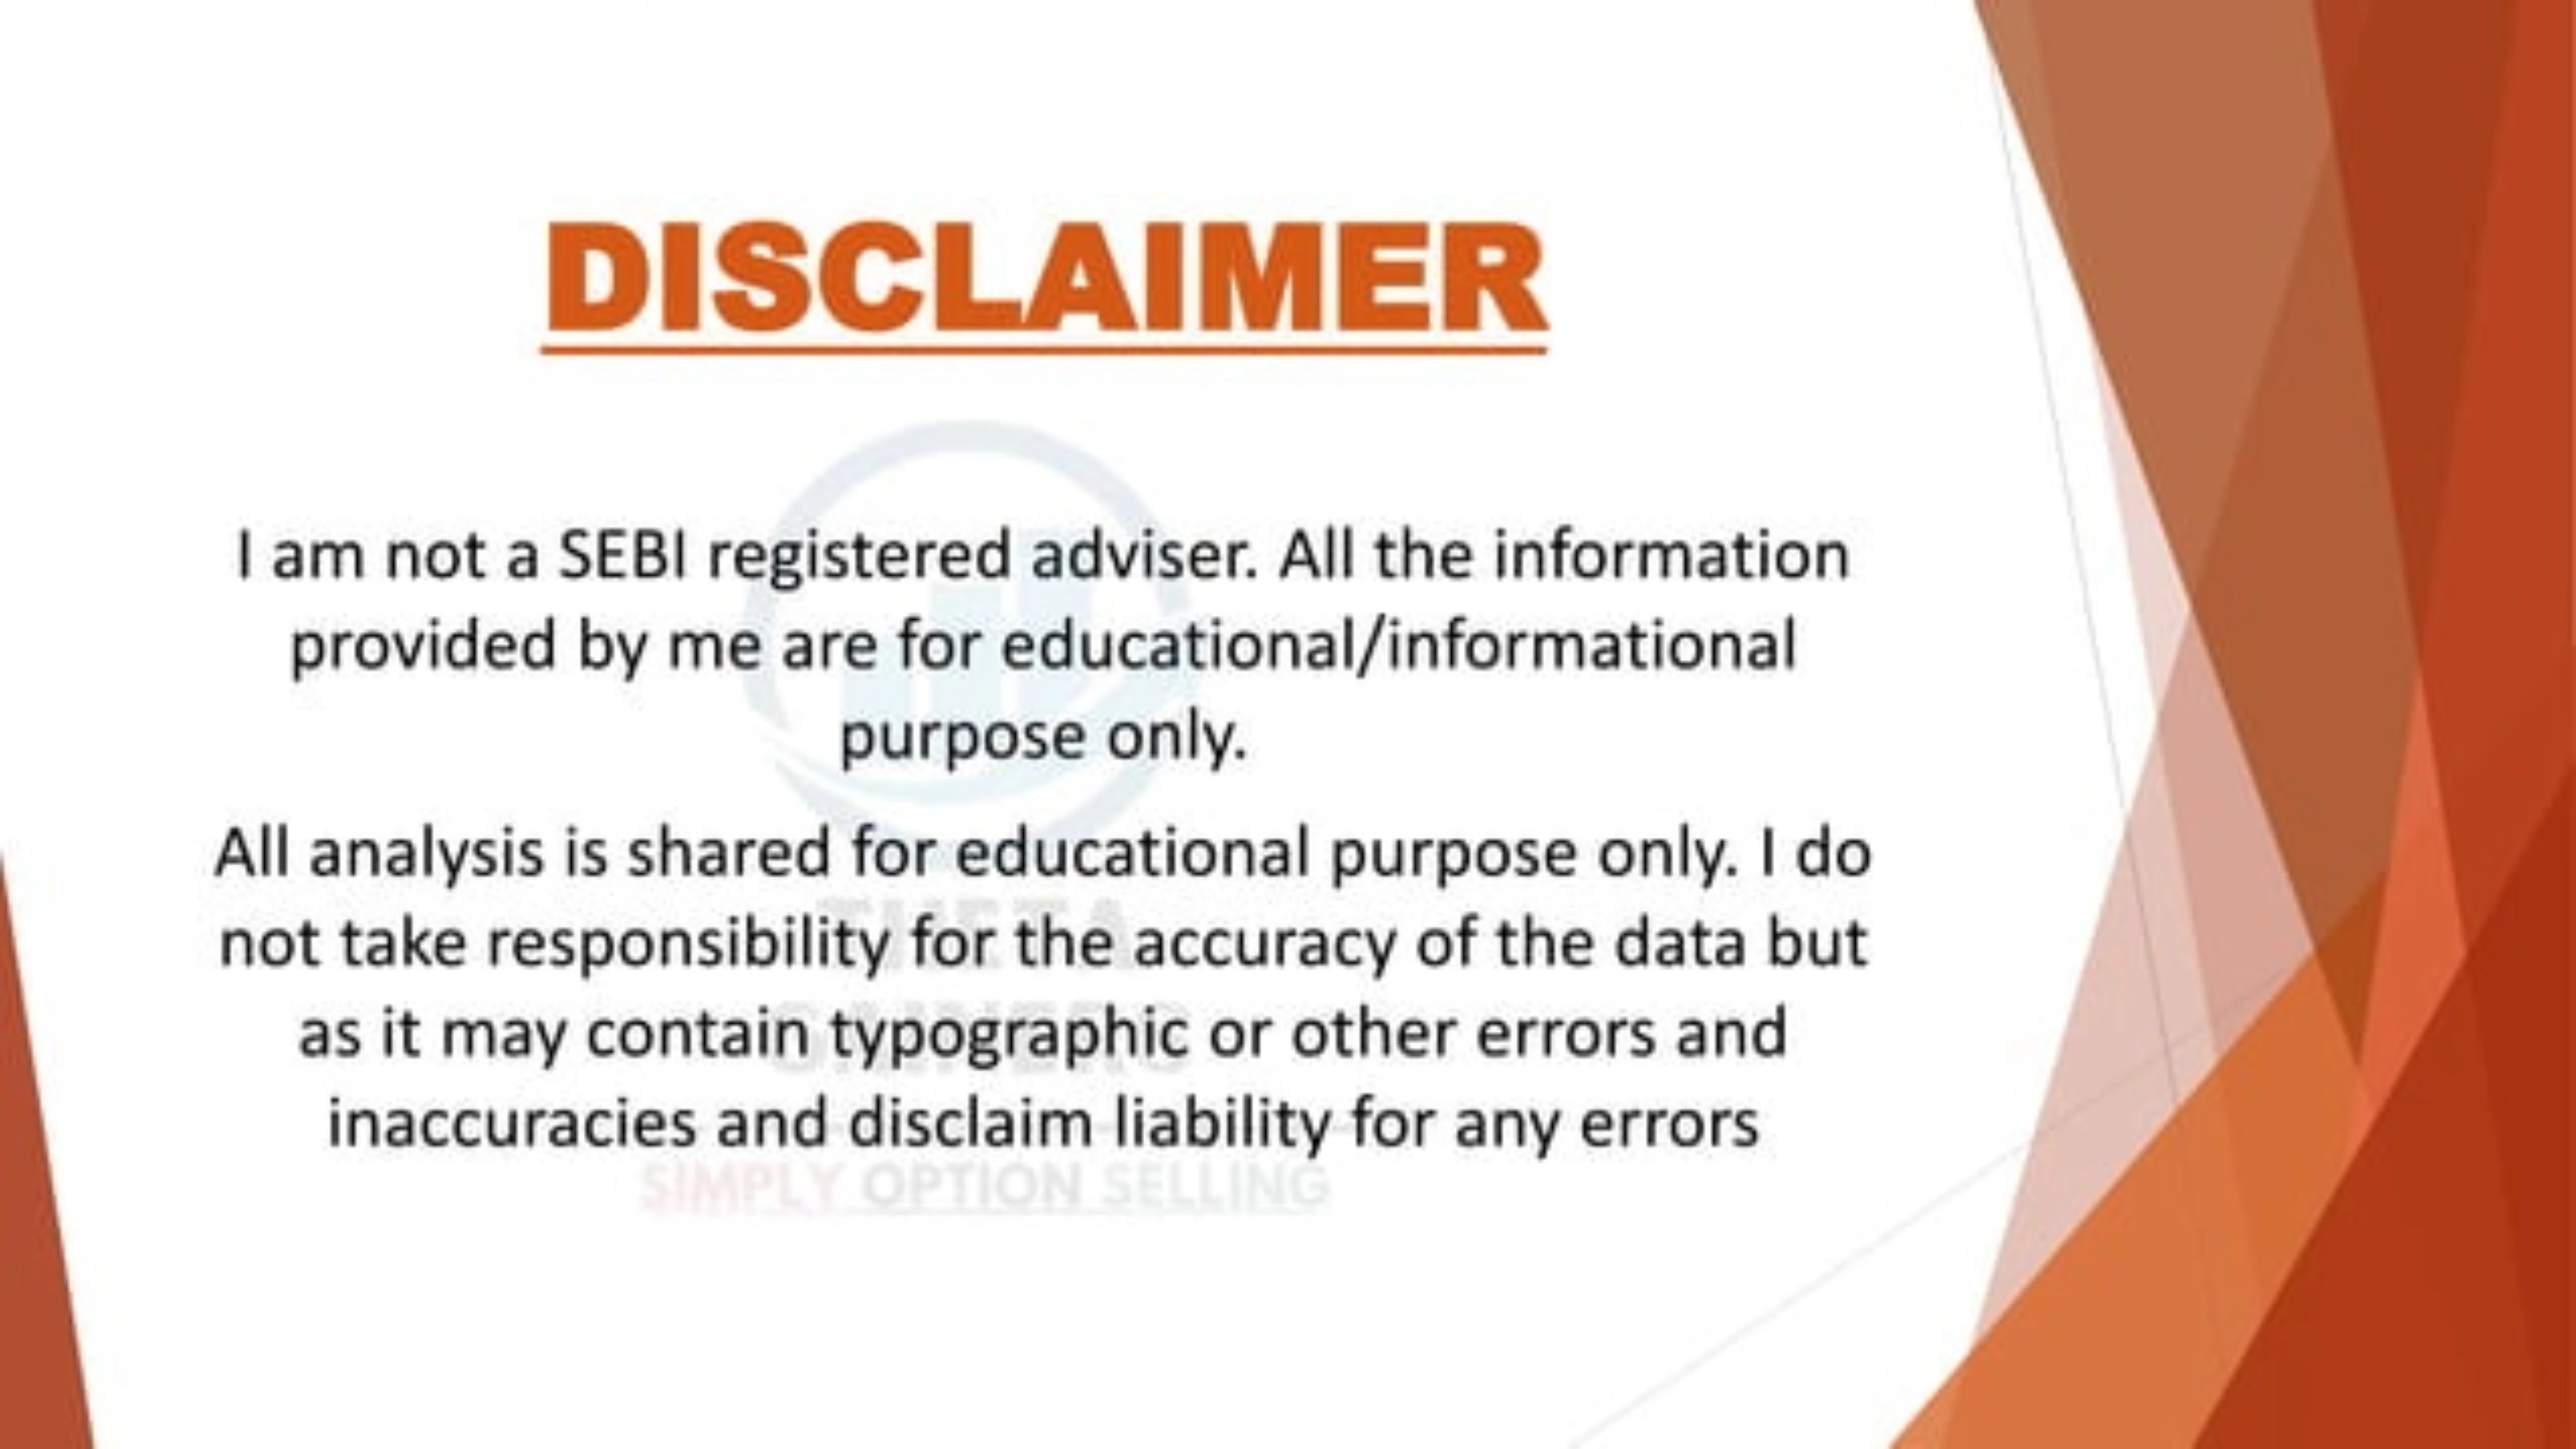 DISCLAIMER
I am not a SEBI registered adviser. All the information
provided by me are for educational/informational
purpose only.
All analysis is shared for educational purpose only. I do
not take responsibility for the accuracy of the data but
as it may contain typographic or other errors and
inaccuracies and disclaim liability for any errors
THETA
GAINERS
SIMPLY OPTION SELLING